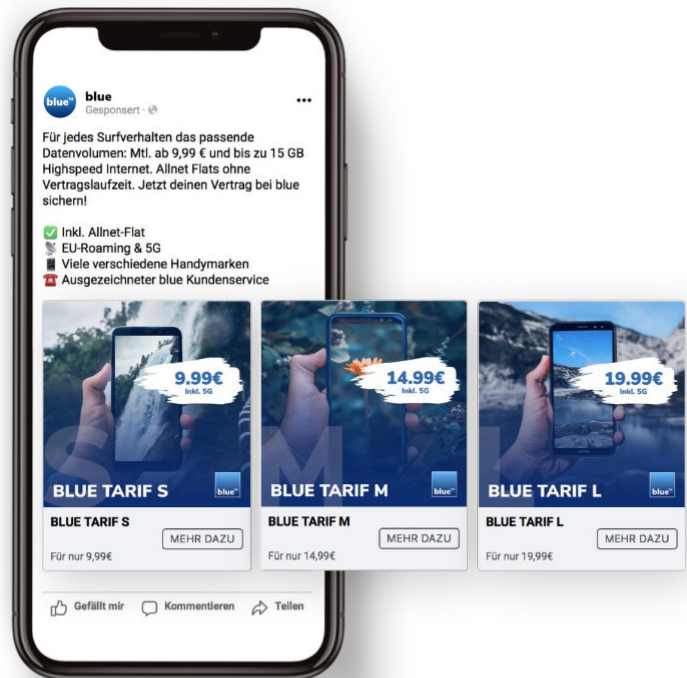 blue™
blue
Gesponsert ·
Für jedes Surfverhalten das passende
Datenvolumen: Mtl. ab 9,99 € und bis zu 15 GB
Highspeed Internet. Allnet Flats ohne
Vertragslaufzeit. Jetzt deinen Vertrag bei blue
sichern!
Inkl. Allnet-Flat
EU-Roaming & 5G
Viele verschiedene Handymarken
Ausgezeichneter blue Kundenservice
9.99€
Inkl. 5G
S
BLUE TARIF S
blue™
BLUE TARIF S
MEHR DAZU
Für nur 9,99€
14.99€
Inkl. 5G
M
BLUE TARIF M
blue™
BLUE TARIF M
MEHR DAZU
Für nur 14,99€
19.99€
Inkl. 5G
BLUE TARIF L
blue™
BLUE TARIF L
MEHR DAZU
Für nur 19,99€
Gefällt mir
Kommentieren
Teilen